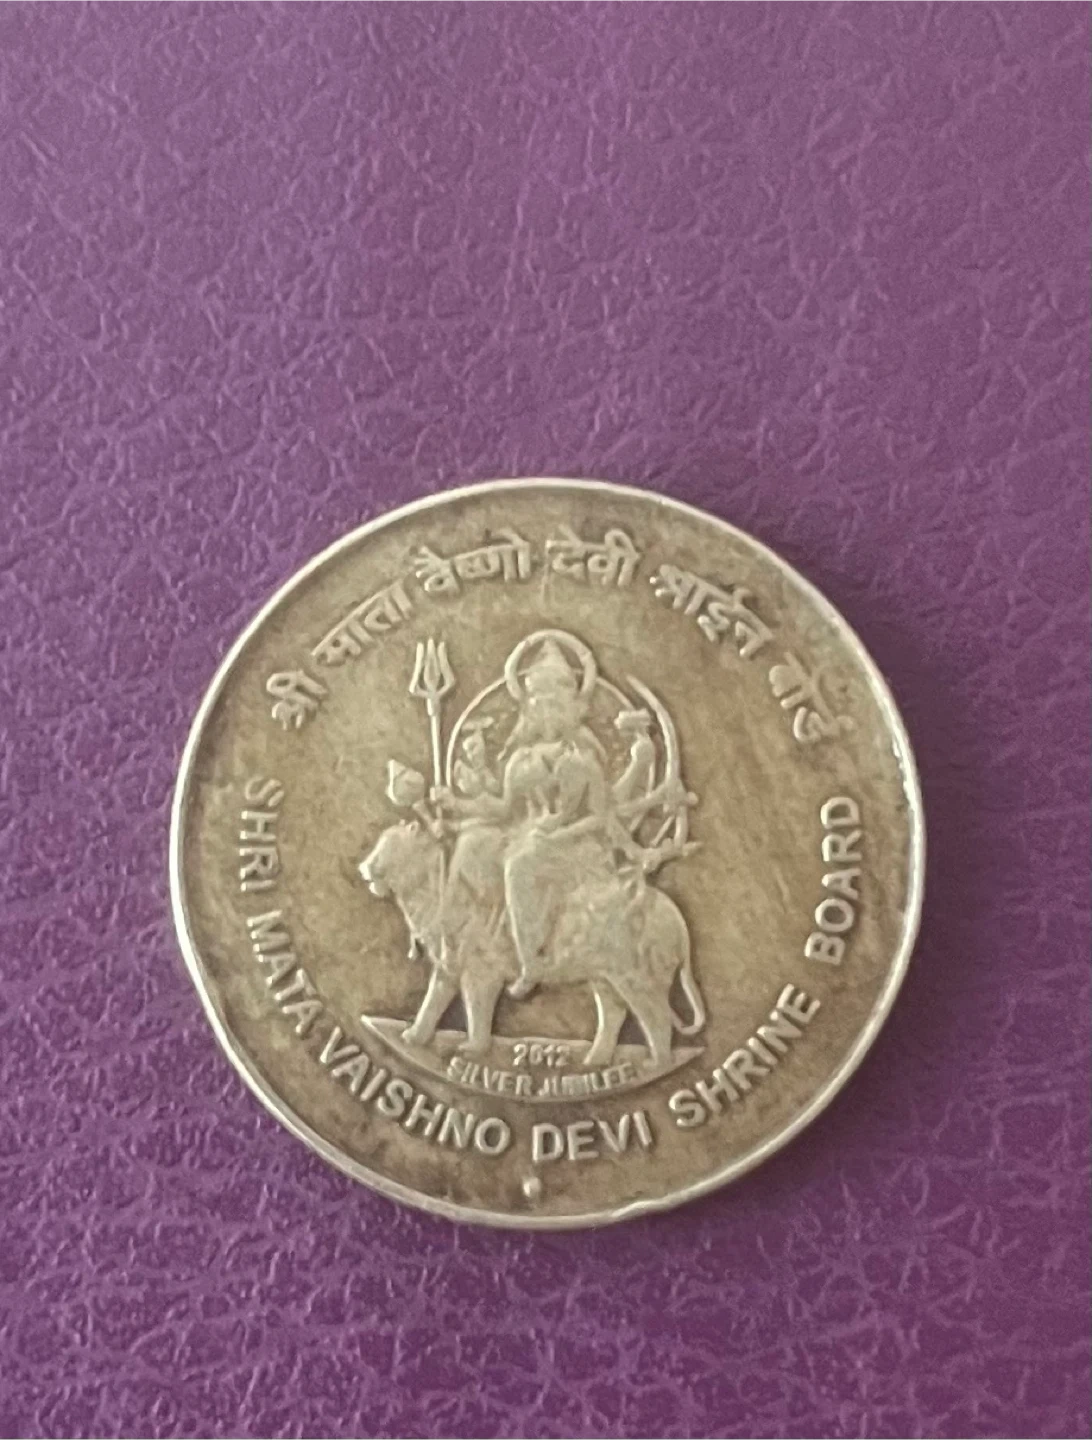 श्री माता वैष्णो देवी श्राईन बोर्ड
2012
SILVER JUBILEE
SHRI MATA VAISHNO DEVI SHRINE BOARD